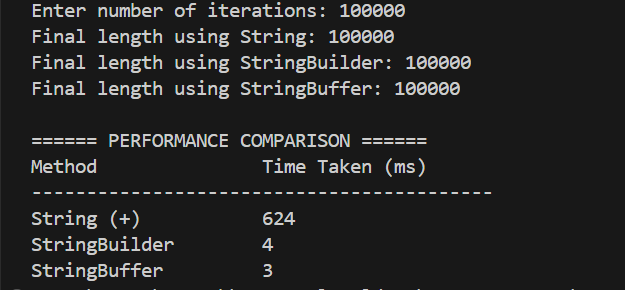 Enter number of iterations: 100000
Final length using String: 100000
Final length using StringBuilder: 100000
Final length using StringBuffer: 100000
====== PERFORMANCE COMPARISON ======
Method Time Taken (ms)
------------------------------------------
String (+) 624
StringBuilder 4
StringBuffer 3